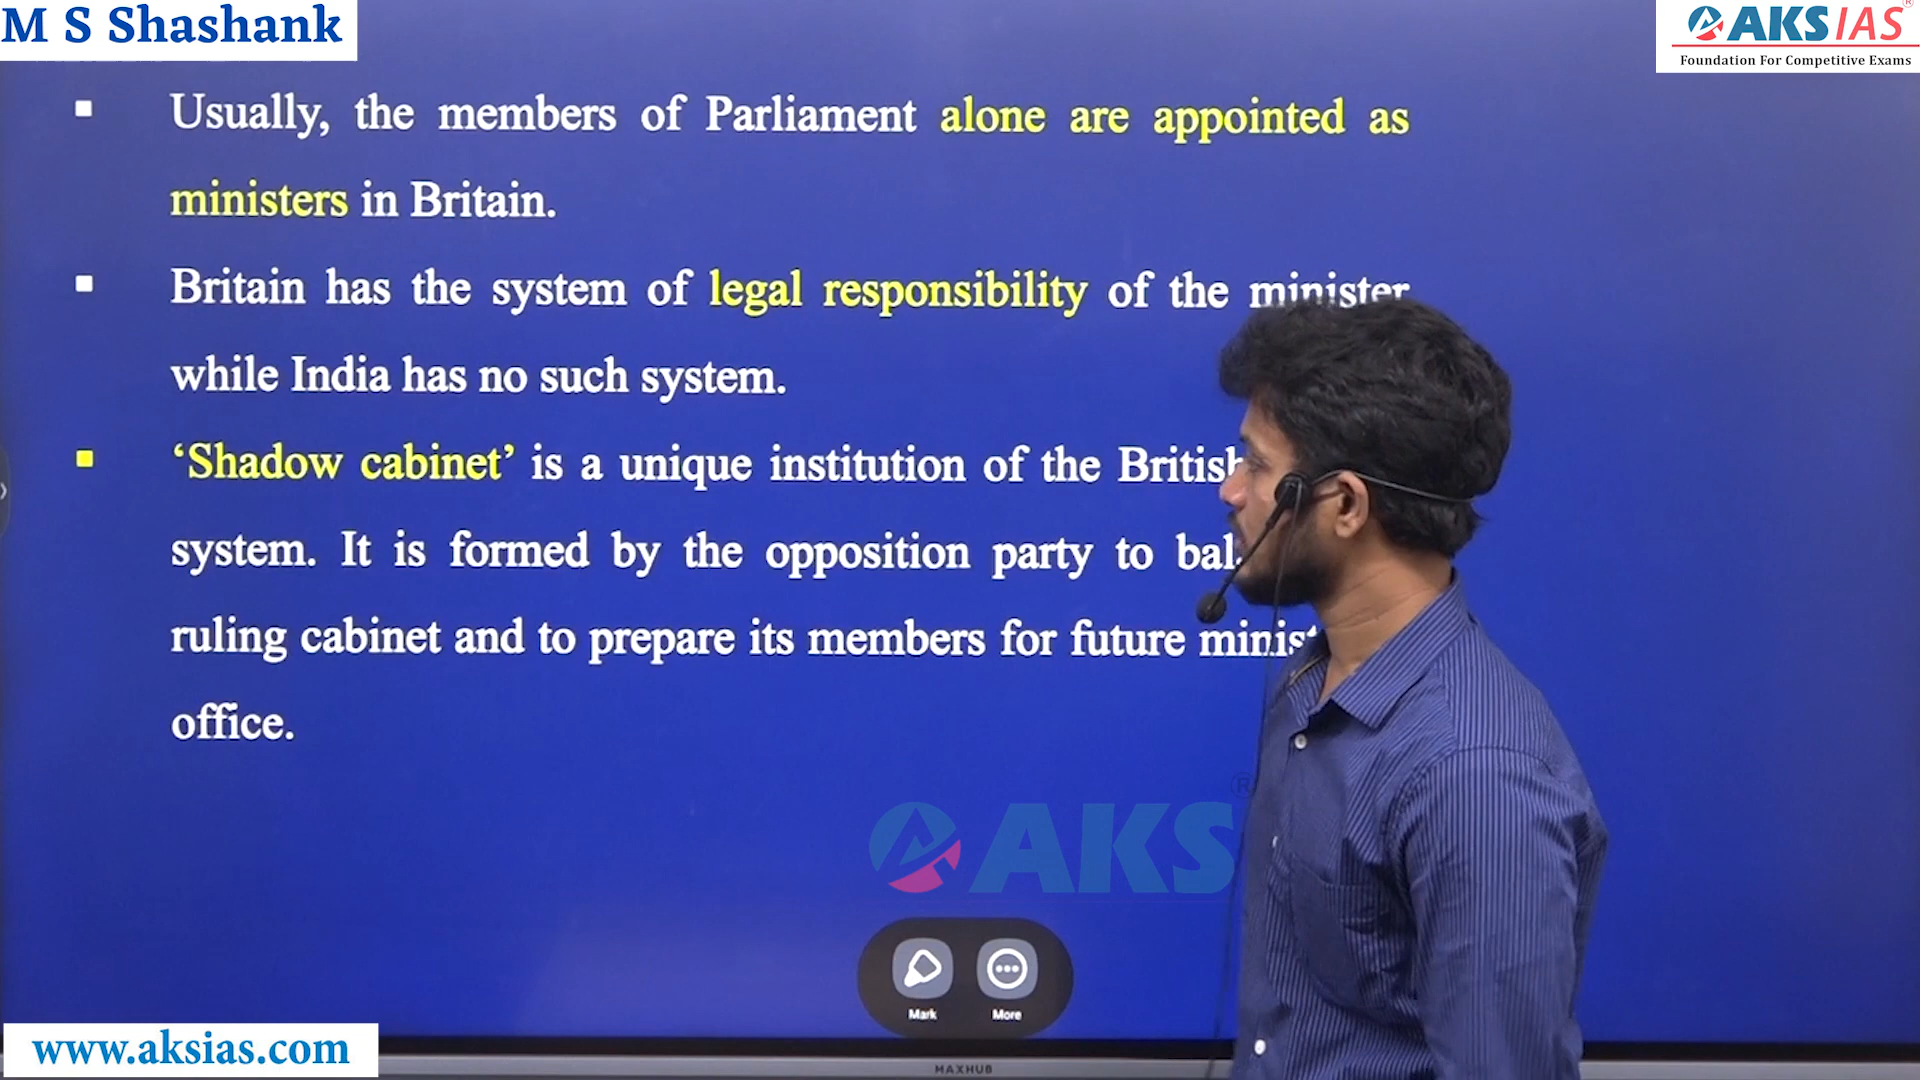 M S Shashank
AKS IAS ®
Foundation For Competitive Exams
Usually, the members of Parliament alone are appointed as
ministers in Britain.
Britain has the system of legal responsibility of the minister
while India has no such system.
‘Shadow cabinet’ is a unique institution of the British
system. It is formed by the opposition party to
ruling cabinet and to prepare its members for future
office.
AKS ®
Mark More
www.aksias.com
MAXHUB